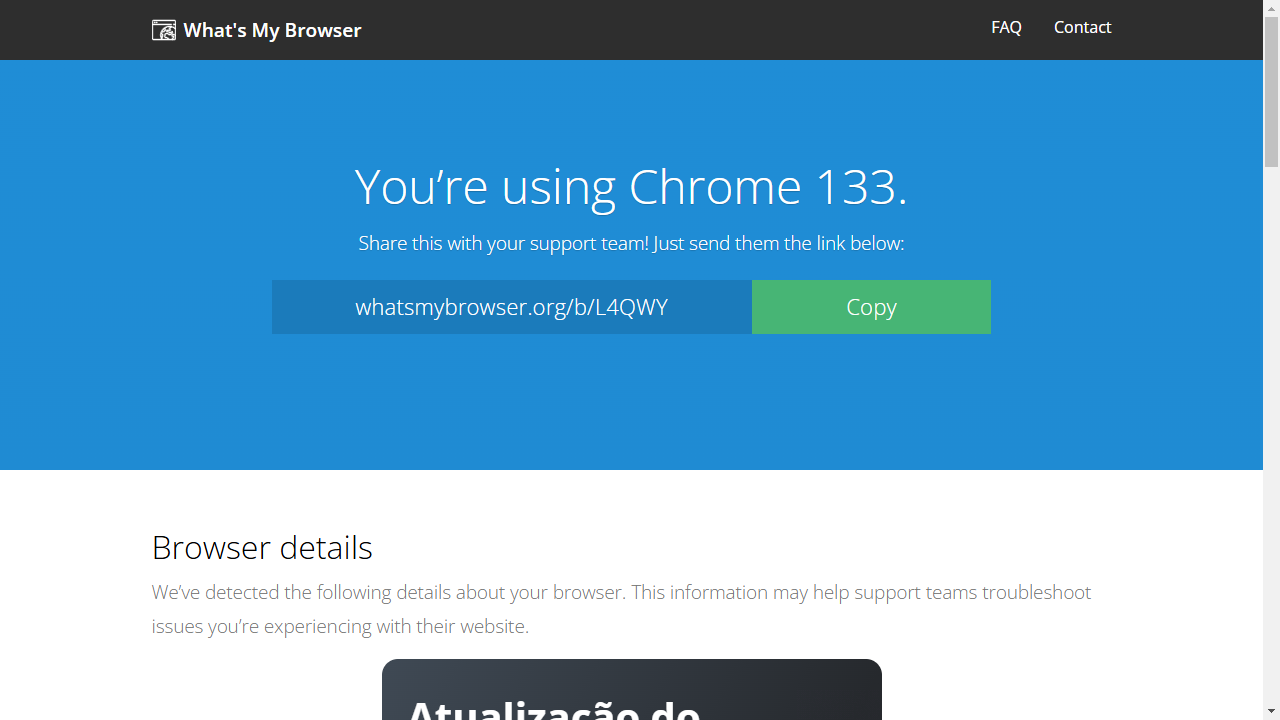 What's My Browser
FAQ
Contact
You’re using Chrome 133.
Share this with your support team! Just send them the link below:
whatsmybrowser.org/b/L4QWY
Copy
Browser details
We’ve detected the following details about your browser. This information may help support teams troubleshoot
issues you’re experiencing with their website.
Atualização do